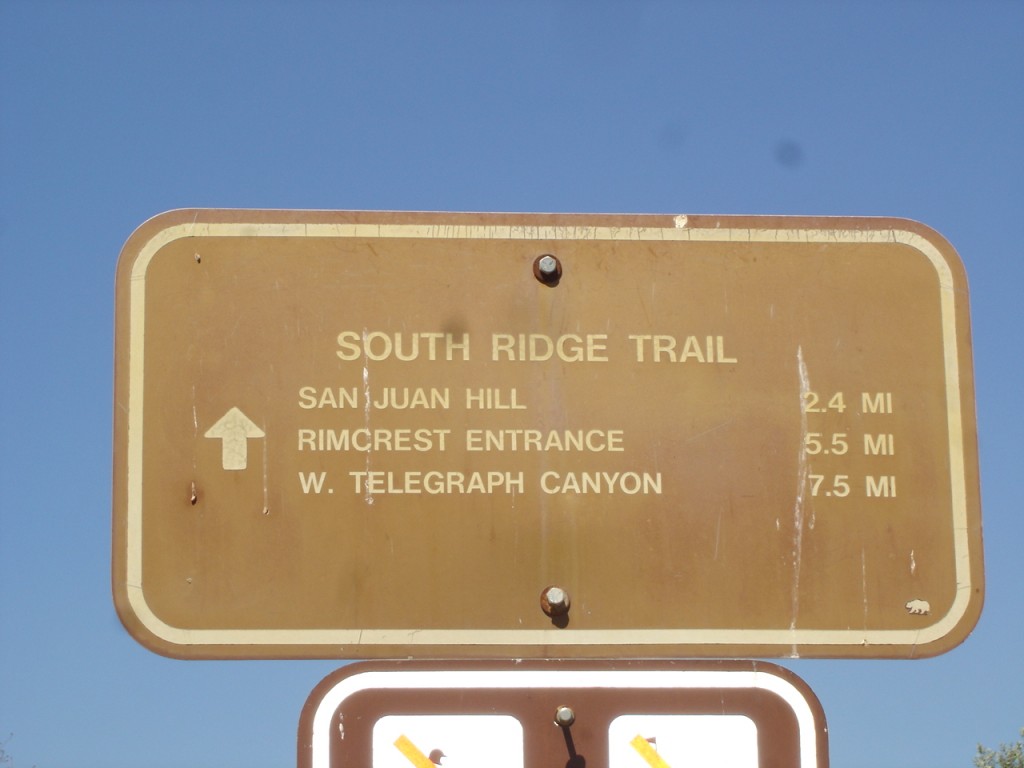 SOUTH RIDGE TRAIL
SAN JUAN HILL 2.4 MI
RIMCREST ENTRANCE 5.5 MI
W. TELEGRAPH CANYON 7.5 MI